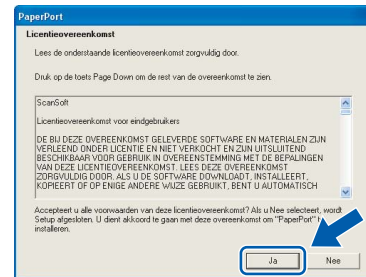 PaperPort
Licentieovereenkomst
Lees de onderstaande licentieovereenkomst zorgvuldig door.
Druk op de toets Page Down om de rest van de overeenkomst te zien.
ScanSoft
Licentieovereenkomst voor eindgebruikers
DE BIJ DEZE OVEREENKOMST GELEVERDE SOFTWARE EN MATERIALEN ZIJN
VERLEEND ONDER LICENTIE EN NIET VERKOCHT EN ZIJN UITSLUITEND
BESCHIKBAAR VOOR GEBRUIK IN OVEREENSTEMMING MET DE BEPALINGEN
VAN DEZE LICENTIEOVEREENKOMST. LEES DEZE OVEREENKOMST
ZORGVULDIG DOOR. ALS U DE SOFTWARE DOWNLOADT, INSTALLEERT,
KOPIEERT OF OP ENIGE ANDERE WIJZE GEBRUIKT, BENT U AUTOMATISCH
Accepteert u alle voorwaarden van deze licentieovereenkomst? Als u Nee selecteert, wordt
Setup afgesloten. U dient akkoord te gaan met deze overeenkomst om "PaperPort" t
installeren.
Ja
Nee